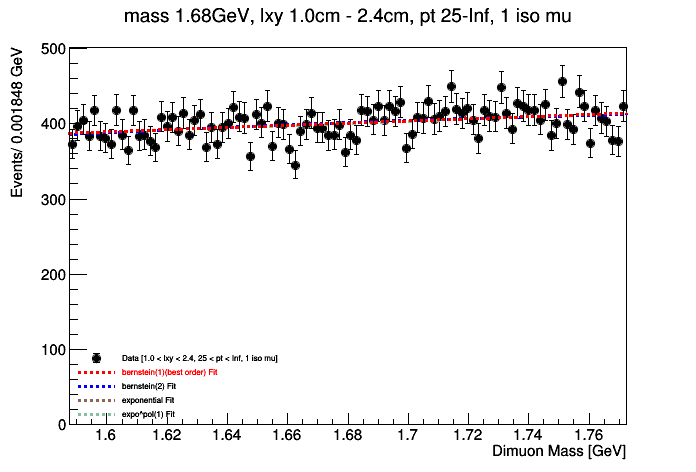 mass 1.68GeV, lxy 1.0cm - 2.4cm, pt 25-Inf, 1 iso mu
Events/ 0.001848 GeV
500
400
300
200
100
0
Data [1.0 < lxy < 2.4, 25 < pt < Inf, 1 iso mu]
bernstein(1)(best order) Fit
bernstein(2) Fit
exponential Fit
expo*pol(1) Fit
1.6 1.62 1.64 1.66 1.68 1.7 1.72 1.74 1.76
Dimuon Mass [GeV]